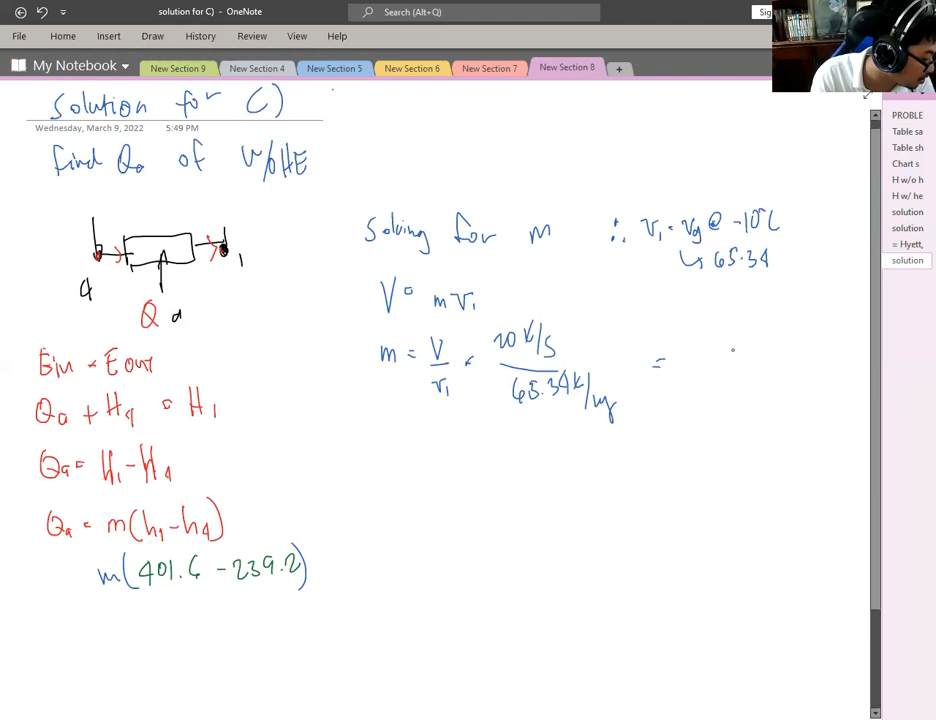 solution for C) - OneNote
Search (Alt+Q)
File Home Insert Draw History Review View Help
My Notebook
New Section 9
New Section 4
New Section 5
New Section 6
New Section 7
New Section 8
Solution for C)
Wednesday, March 9, 2022 5:49 PM
find Qa of w/o HE
4
1
Q a
Ein = Eout
Qa + H4 = H1
Qa = H1 - H4
Qa = m(h1 - h4)
m(401.6 - 239.2)
Solving for m
∴ v1 = vg @ -10°C
↳ 65.34
V = m v1
m = V/v1 = 20 L/s / 65.34 L/kg =
PROBLE
Table sa
Table sh
Chart s
H w/o h
H w/ he
solution
solution
= Hyett,
solution